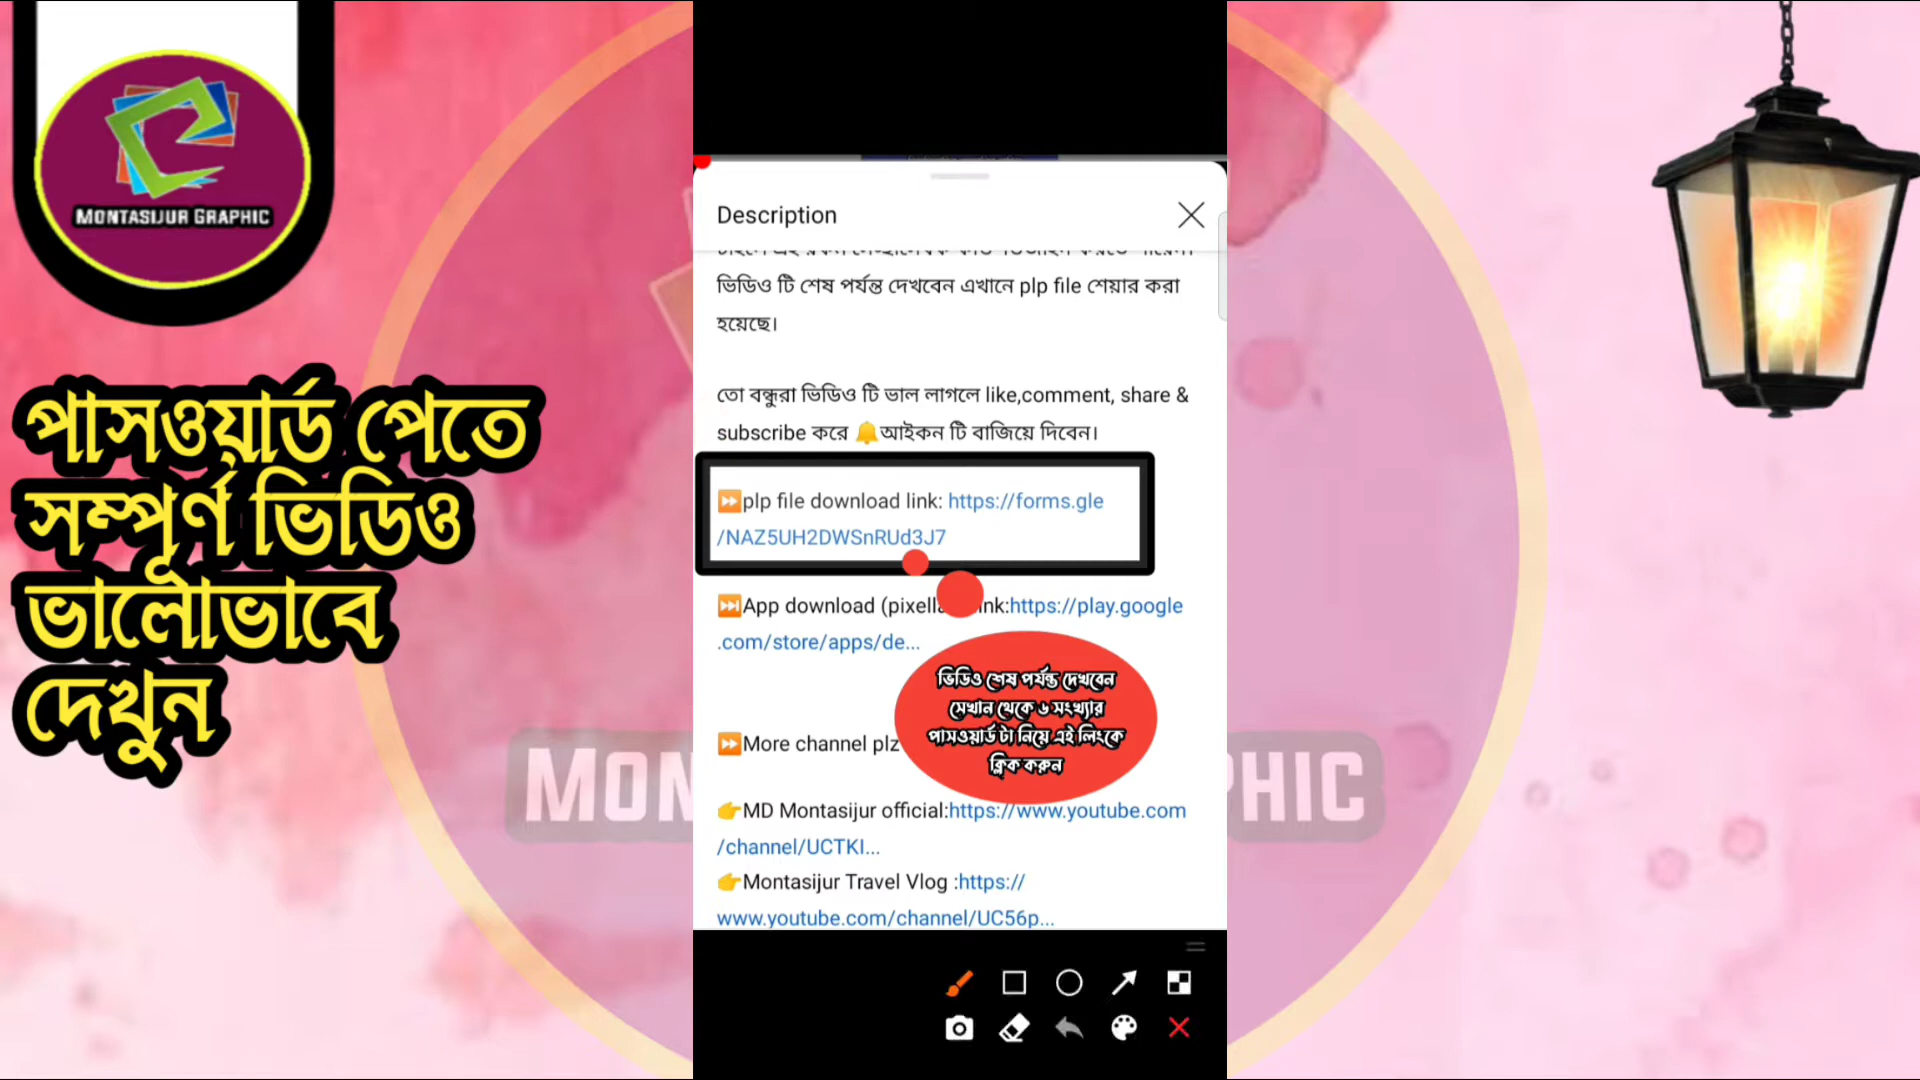 MONTASIJUR GRAPHIC
পাসওয়ার্ড পেতে
সম্পূর্ণ ভিডিও
ভালোভাবে
দেখুন
Description
ভিডিও টি শেষ পর্যন্ত দেখবেন এখানে plp file শেয়ার করা
হয়েছে।
তো বন্ধুরা ভিডিও টি ভাল লাগলে like,comment, share &
subscribe করে 🔔আইকন টি বাজিয়ে দিবেন।
⏩plp file download link: https://forms.gle
/NAZ5UH2DWSnRUd3J7
⏭App download (pixella nk:https://play.google
.com/store/apps/de...
ভিডিও শেষ পর্যন্ত দেখবেন
সেখান থেকে ৬ সংখ্যার
পাসওয়ার্ড টা নিয়ে এই লিংকে
ক্লিক করুন
⏩More channel plz
👉MD Montasijur official:https://www.youtube.com
/channel/UCTKI...
👉Montasijur Travel Vlog :https://
www.youtube.com/channel/UC56p...
MON
PHIC